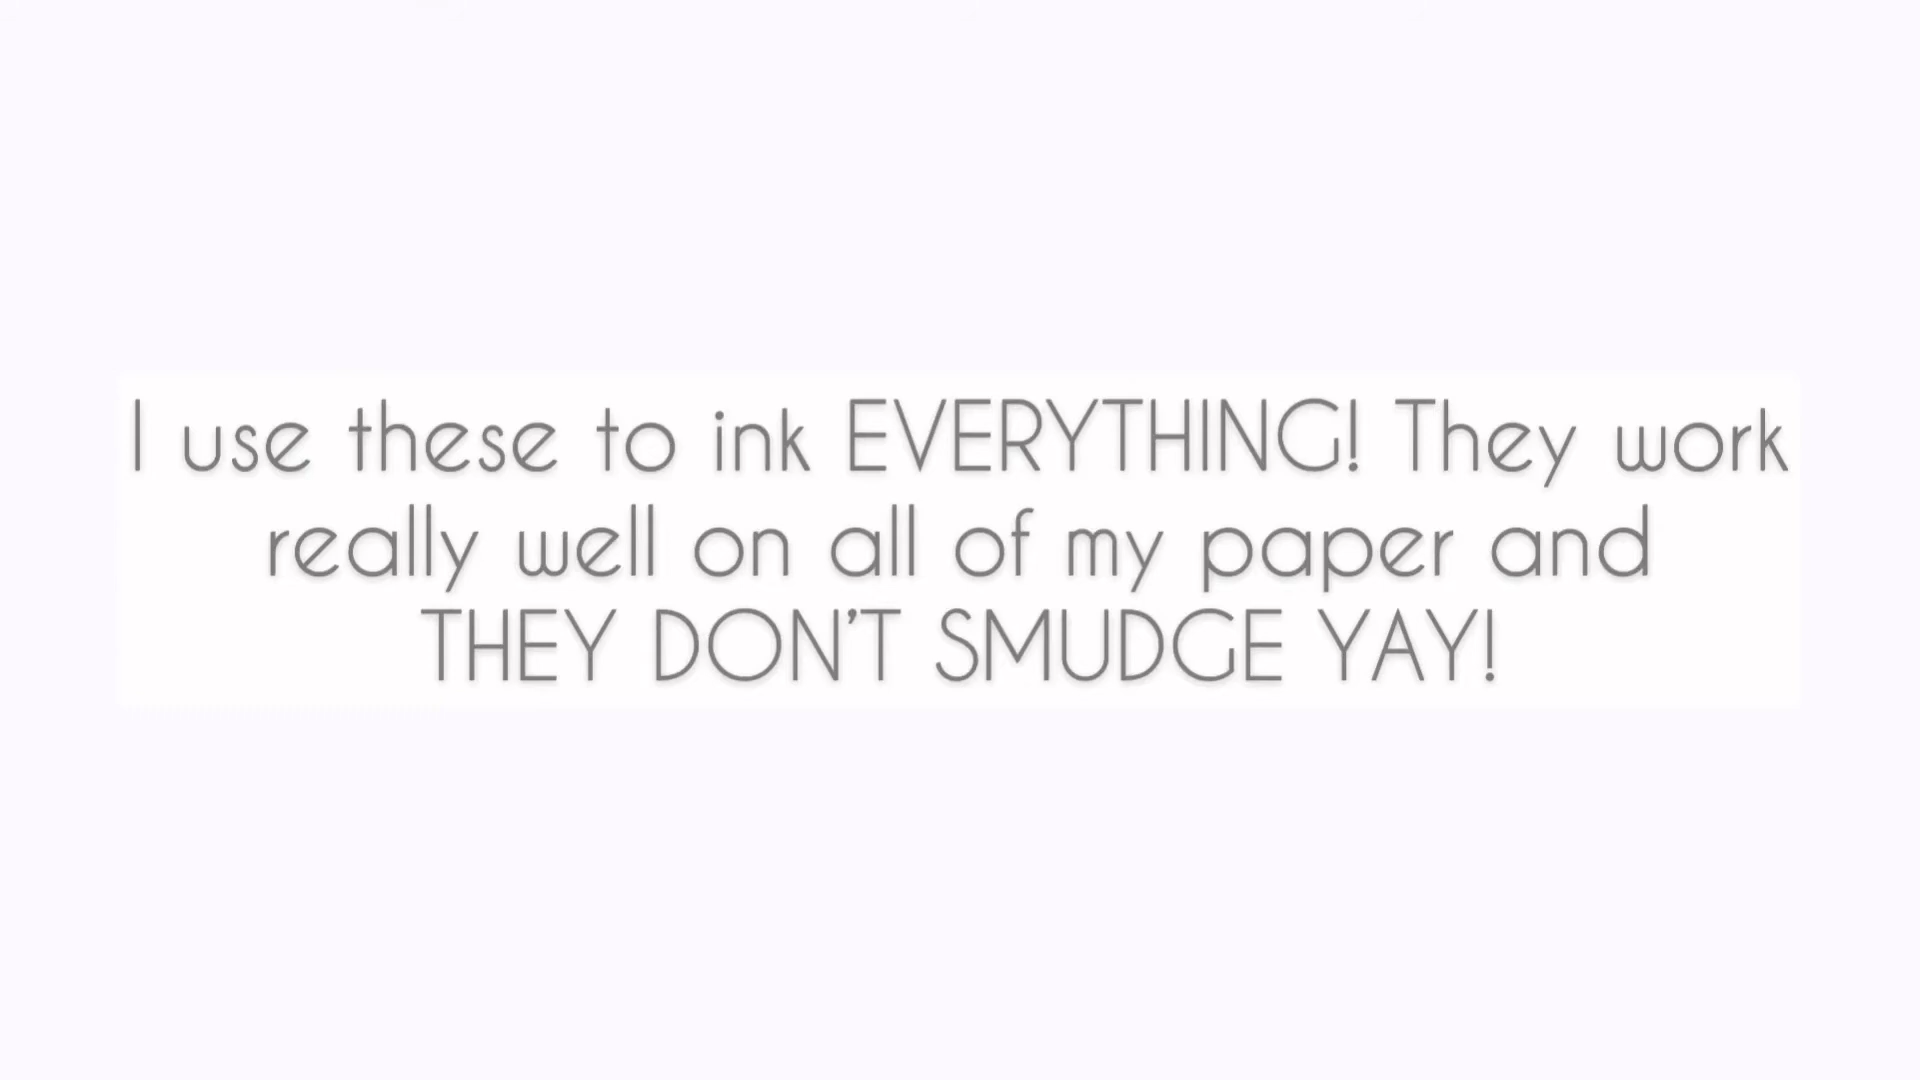 I use these to ink EVERYTHING! They work
really well on all of my paper and
THEY DON’T SMUDGE YAY!